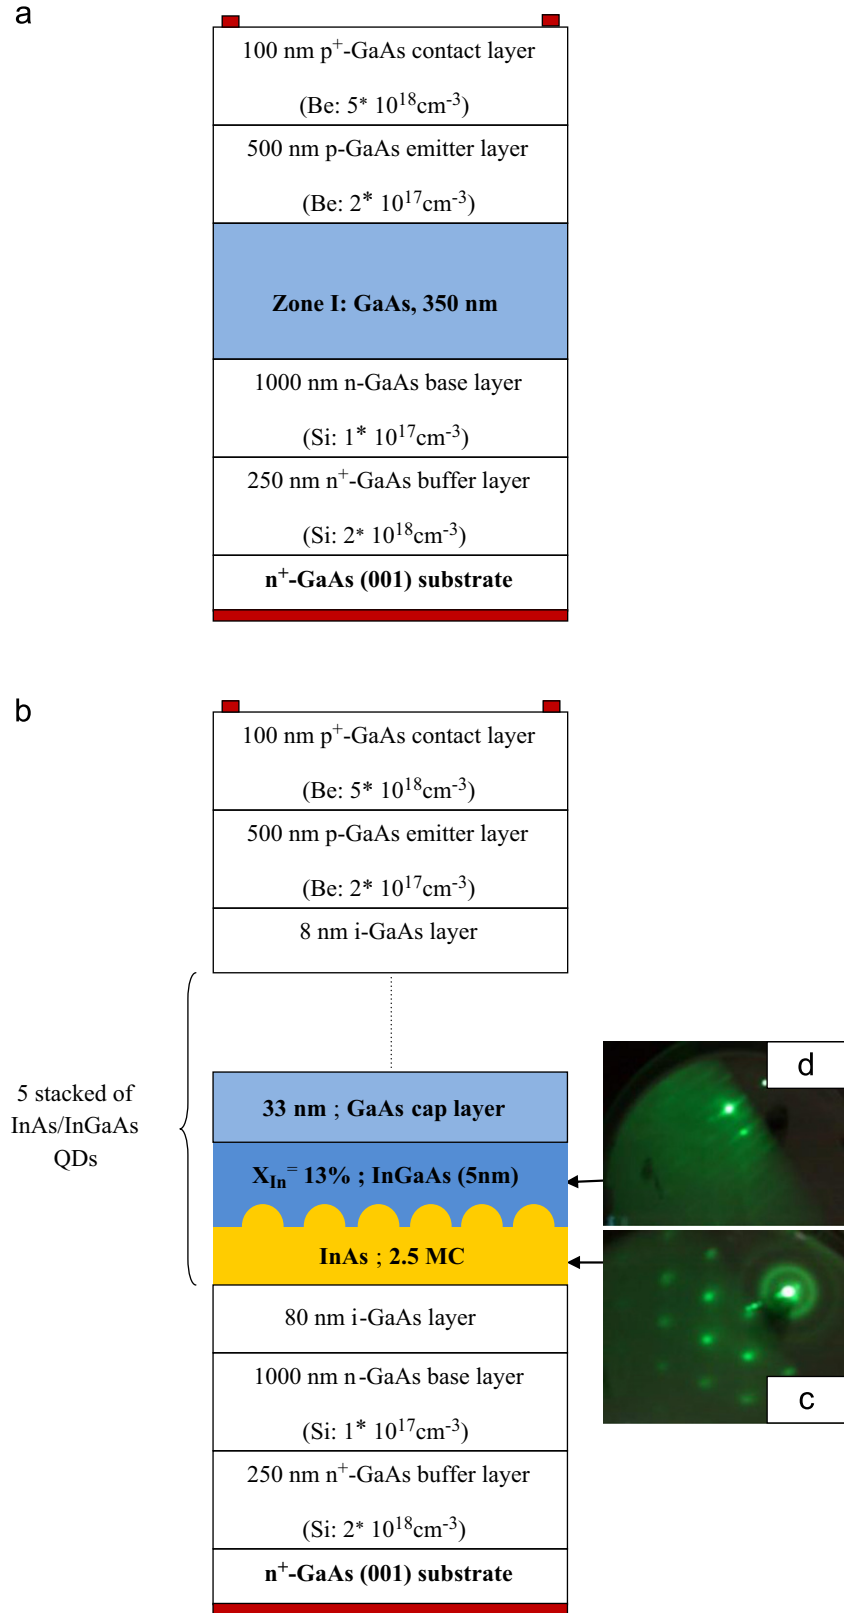 a
100 nm p⁺-GaAs contact layer
(Be: 5* 10¹⁸cm⁻³)
500 nm p-GaAs emitter layer
(Be: 2* 10¹⁷cm⁻³)
Zone I: GaAs, 350 nm
1000 nm n-GaAs base layer
(Si: 1* 10¹⁷cm⁻³)
250 nm n⁺-GaAs buffer layer
(Si: 2* 10¹⁸cm⁻³)
n⁺-GaAs (001) substrate
b
100 nm p⁺-GaAs contact layer
(Be: 5* 10¹⁸cm⁻³)
500 nm p-GaAs emitter layer
(Be: 2* 10¹⁷cm⁻³)
8 nm i-GaAs layer
5 stacked of
InAs/InGaAs
QDs
33 nm ; GaAs cap layer
d
X_In = 13% ; InGaAs (5nm)
InAs ; 2.5 MC
c
80 nm i-GaAs layer
1000 nm n-GaAs base layer
(Si: 1* 10¹⁷cm⁻³)
250 nm n⁺-GaAs buffer layer
(Si: 2* 10¹⁸cm⁻³)
n⁺-GaAs (001) substrate